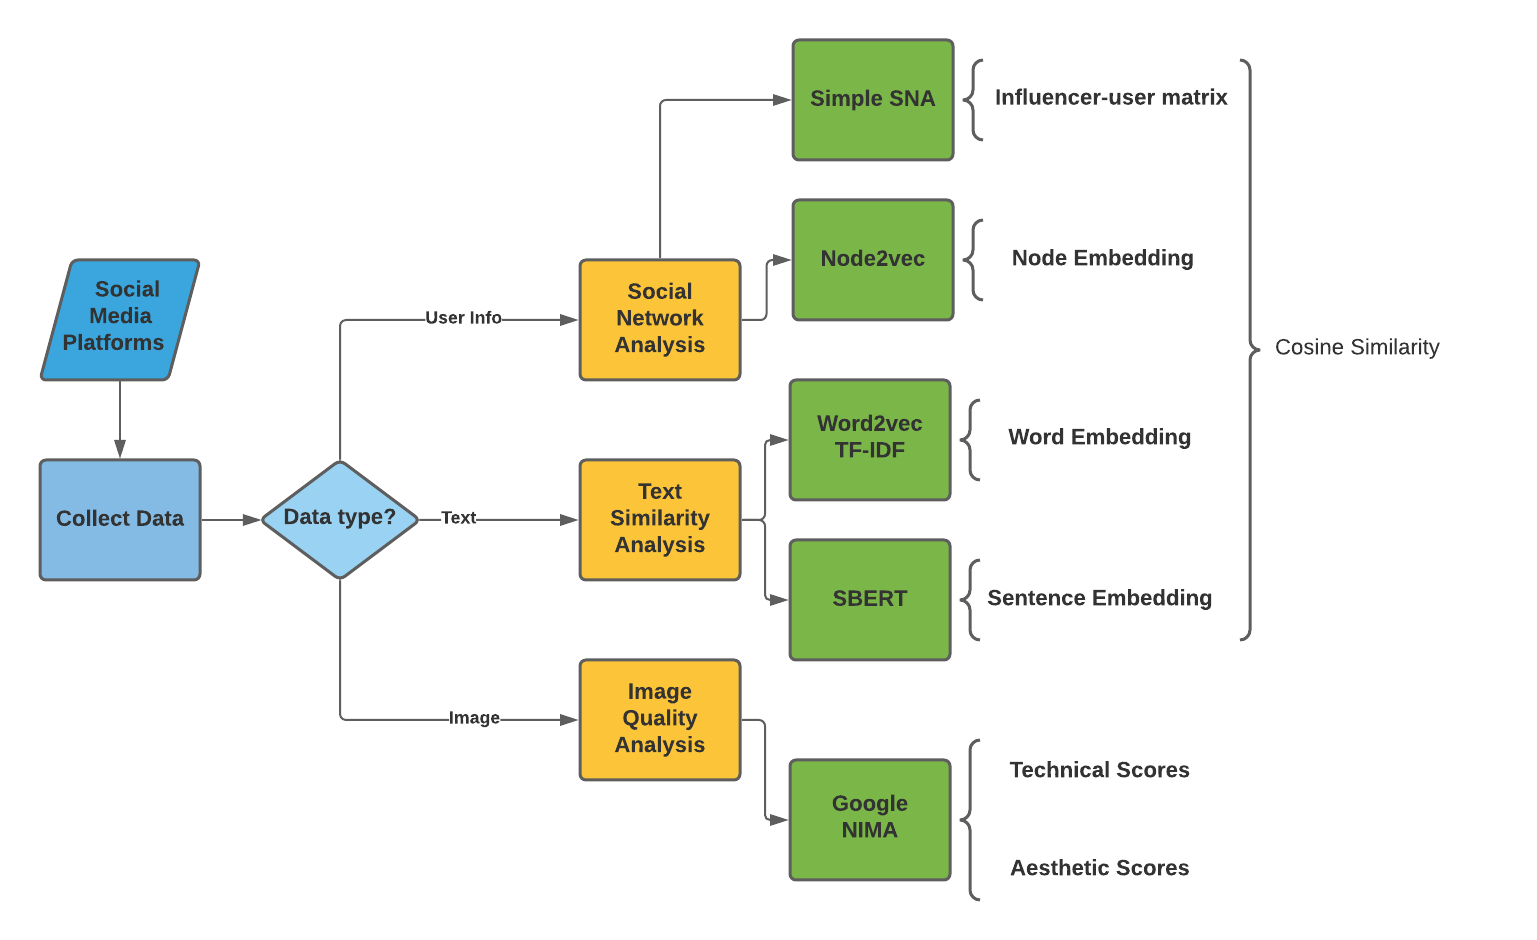 Social
Media
Platforms
Collect Data
Data type?
User Info
Text
Image
Social
Network
Analysis
Text
Similarity
Analysis
Image
Quality
Analysis
Simple SNA
Influencer-user matrix
Node2vec
Node Embedding
Word2vec
TF-IDF
Word Embedding
SBERT
Sentence Embedding
Google
NIMA
Technical Scores
Aesthetic Scores
Cosine Similarity